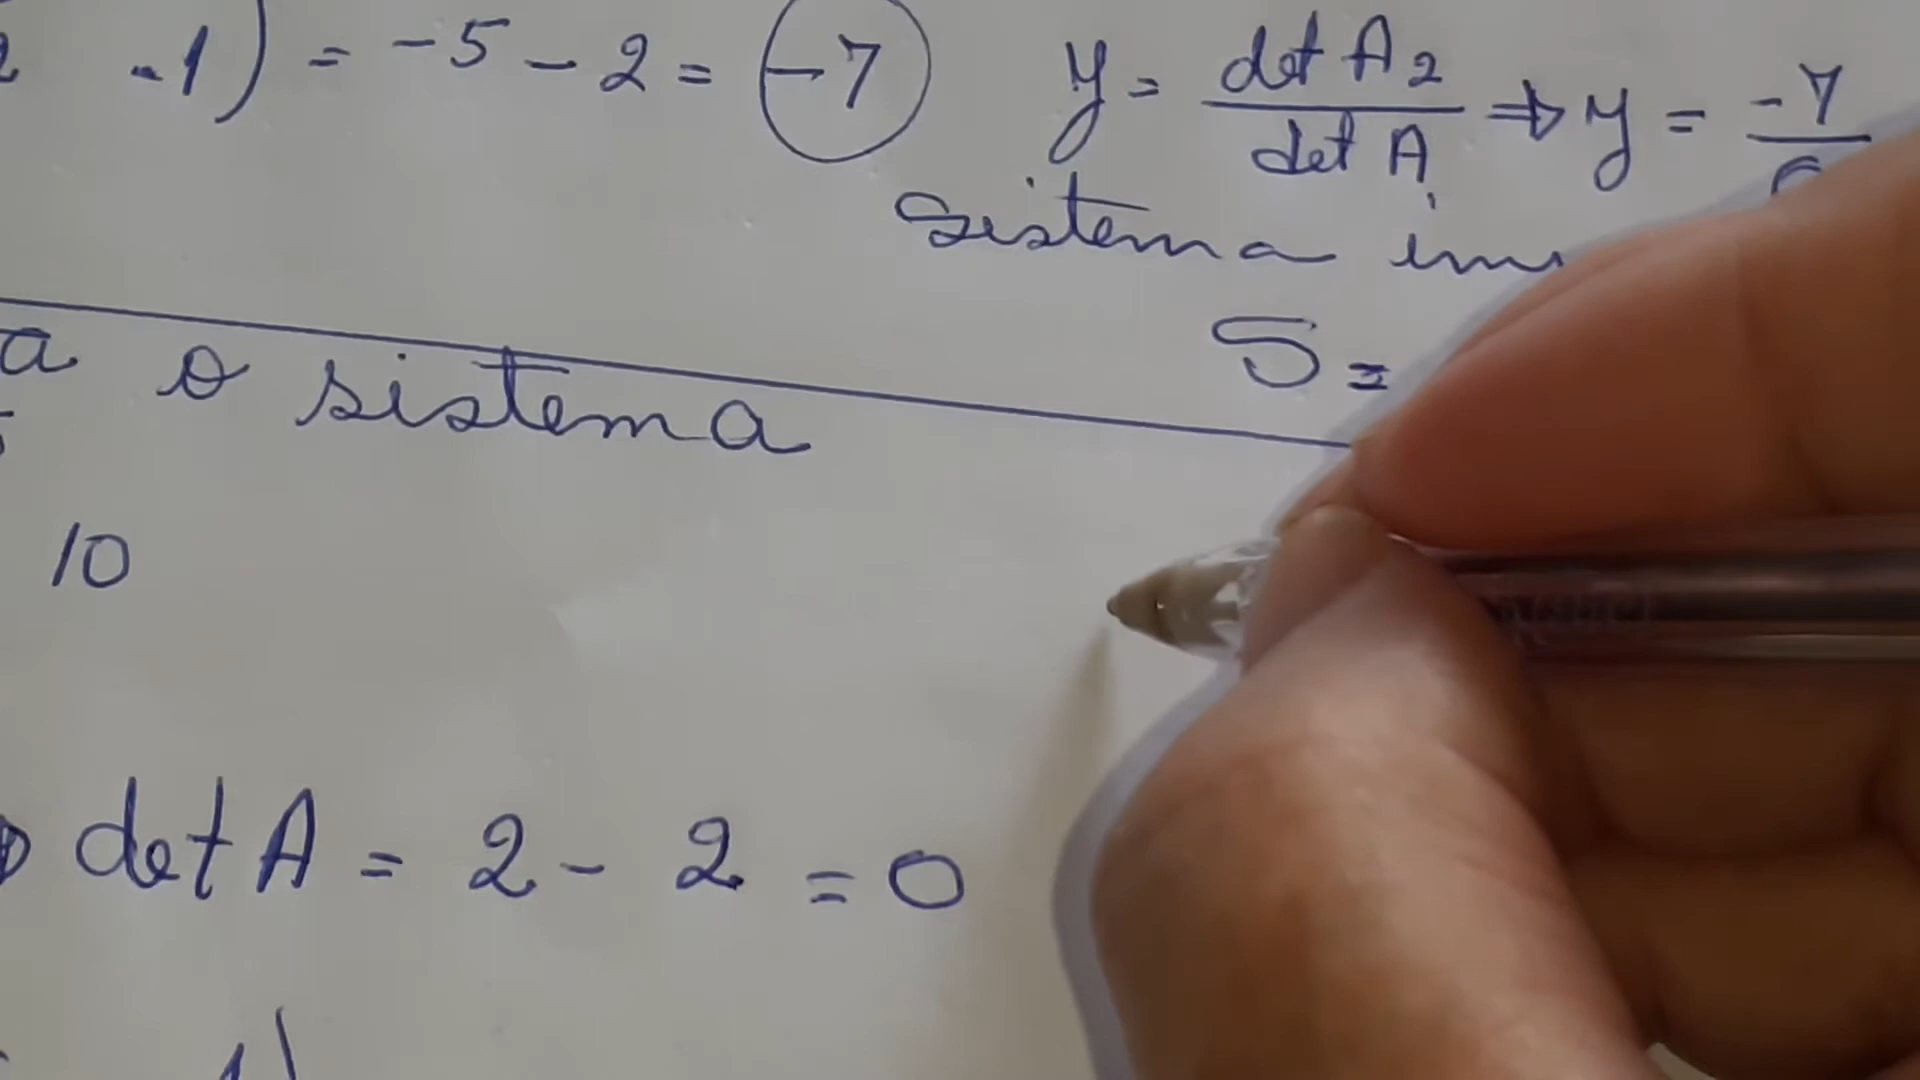 -1) = -5 - 2 = -7
y = det A2 / det A ⇒ y = -7
sistema
S =
a o sistema
10
det A = 2 - 2 = 0